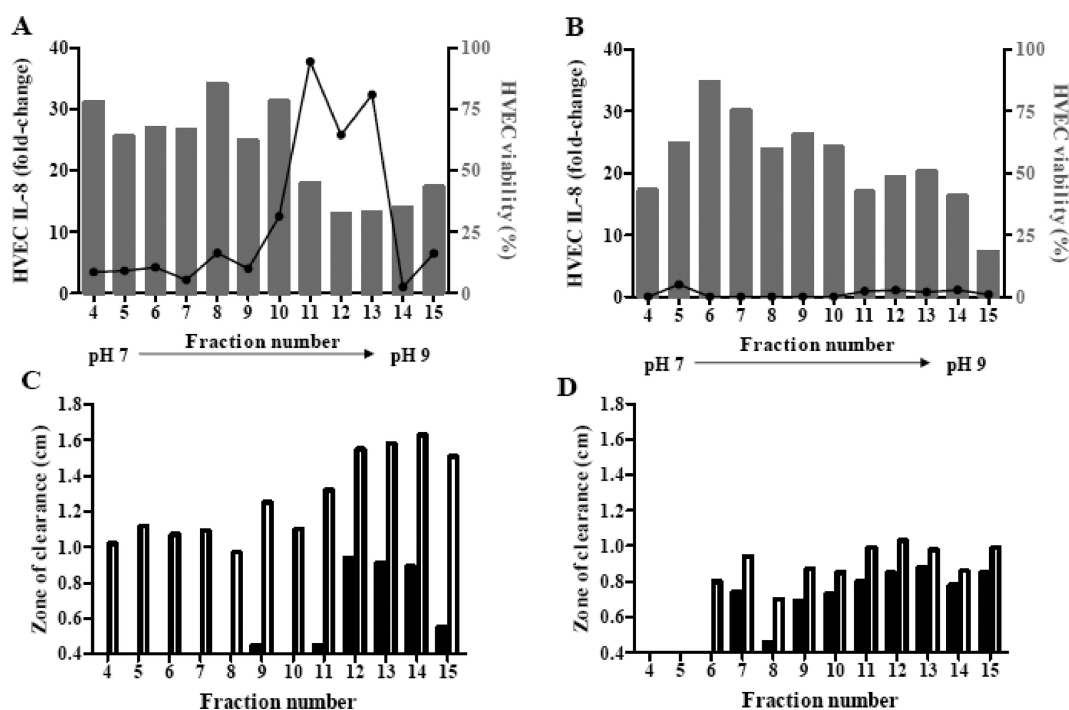 A
HVEC IL-8 (fold-change)
40
30
20
10
0
100
75
50
25
0
HVEC viability (%)
4 5 6 7 8 9 10 11 12 13 14 15
Fraction number
pH 7 pH 9
B
HVEC IL-8 (fold-change)
40
30
20
10
0
100
75
50
25
0
HVEC viability (%)
4 5 6 7 8 9 10 11 12 13 14 15
Fraction number
pH 7 pH 9
C
Zone of clearance (cm)
1.8
1.6
1.4
1.2
1.0
0.8
0.6
0.4
4 5 6 7 8 9 10 11 12 13 14 15
Fraction number
D
Zone of clearance (cm)
1.8
1.6
1.4
1.2
1.0
0.8
0.6
0.4
4 5 6 7 8 9 10 11 12 13 14 15
Fraction number